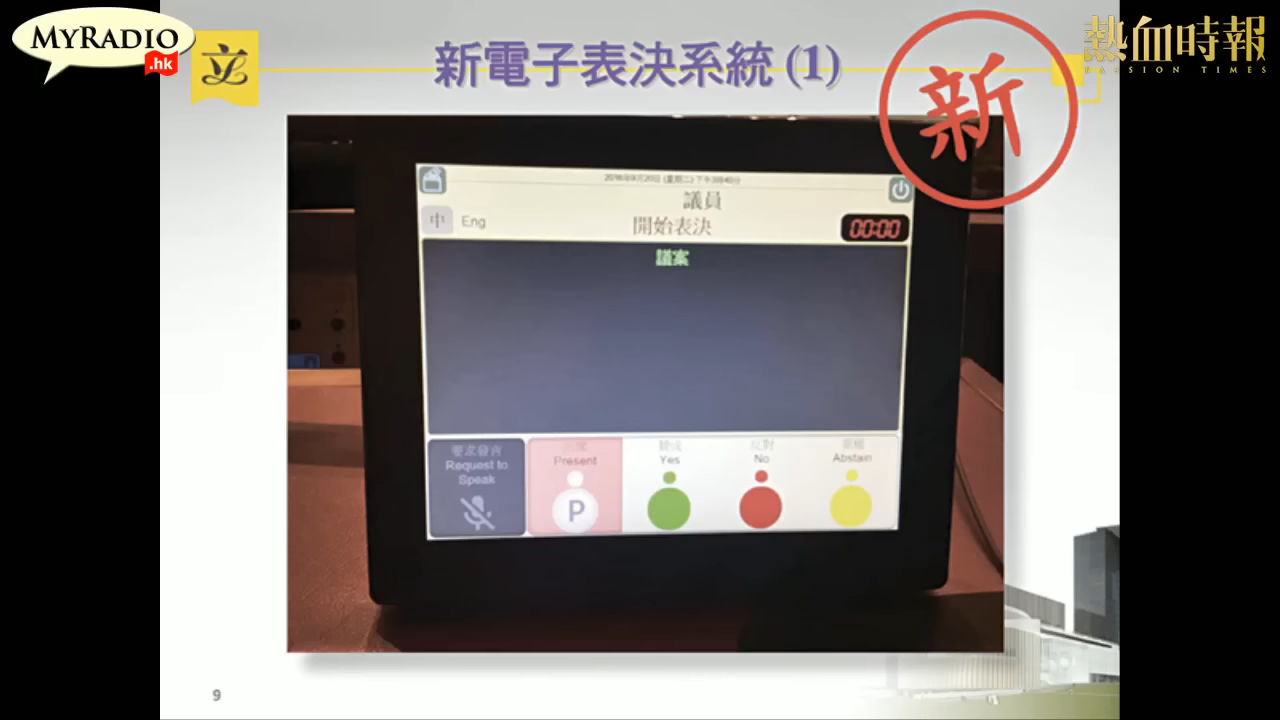 MYRADIO
.hk
立
新電子表決系統 (1)
新
熱血時報
PASSION TIMES
議員
中 Eng
開始表決
00:00
議案
要求發言
Request to
Speak
Present
P
贊成
Yes
反對
No
棄權
Abstain
9